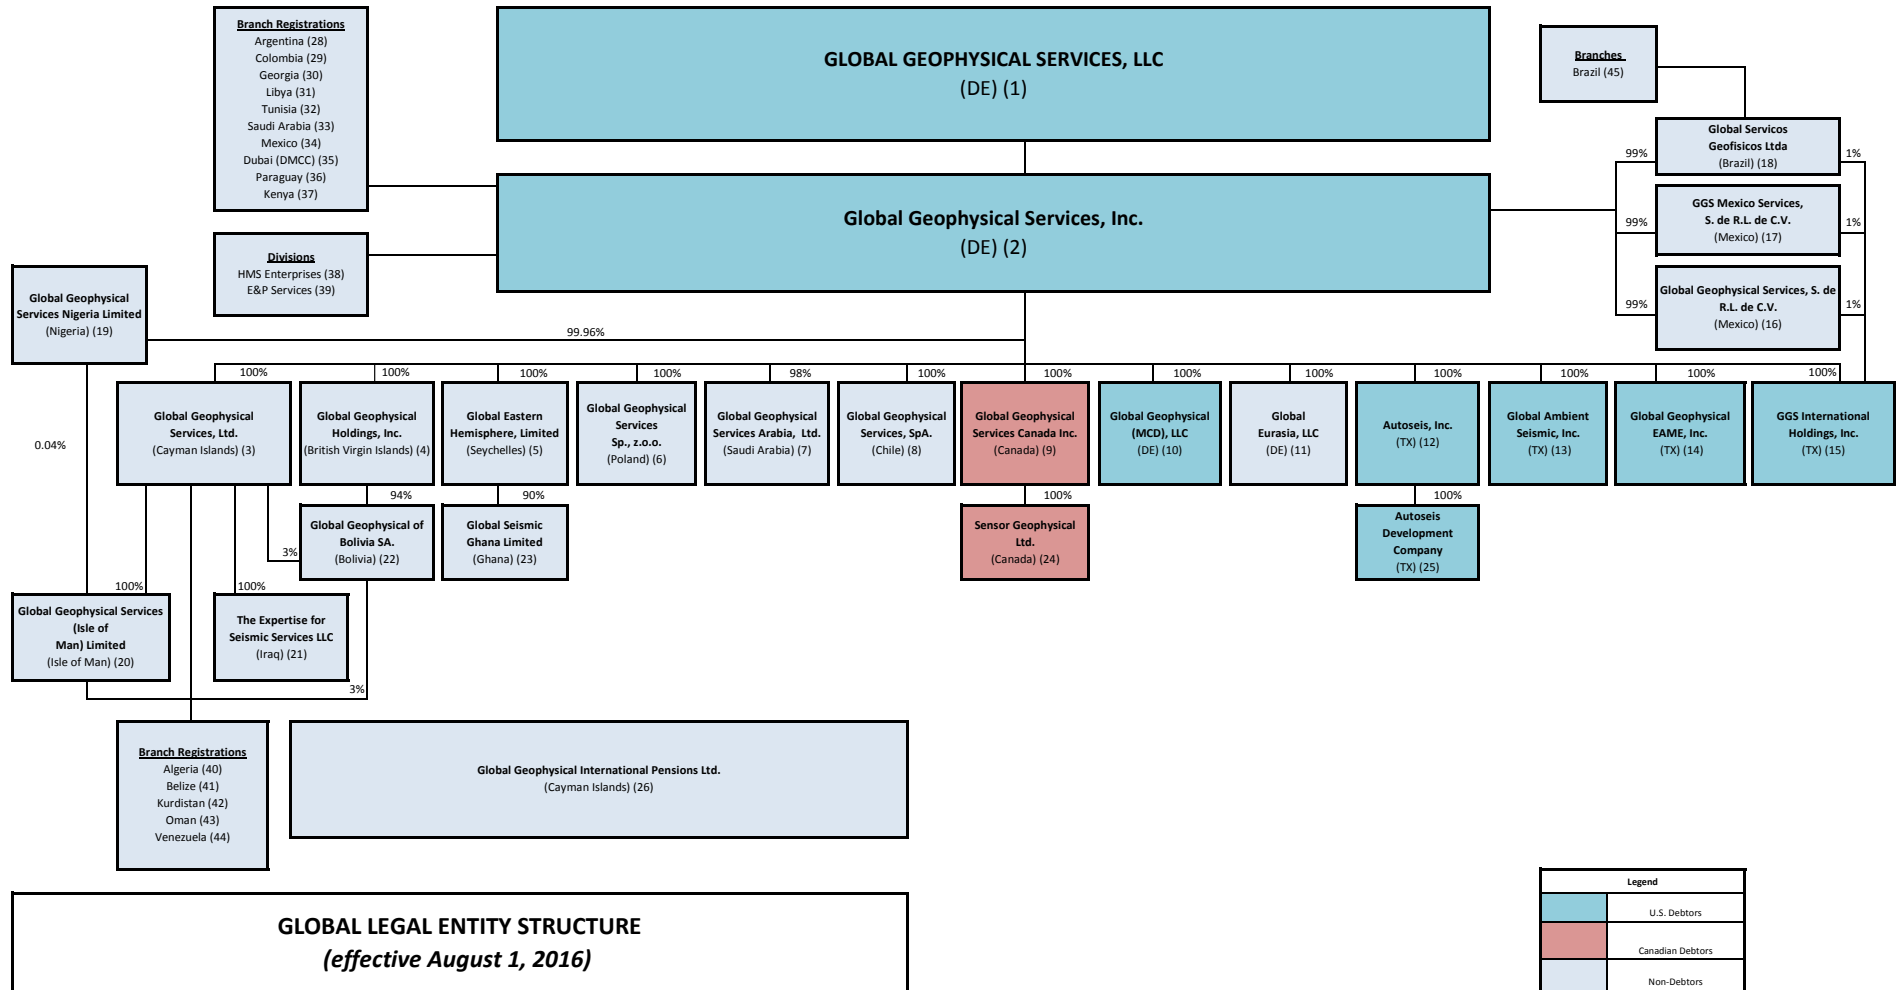 Branch Registrations
Argentina (28)
Colombia (29)
Georgia (30)
Libya (31)
Tunisia (32)
Saudi Arabia (33)
Mexico (34)
Dubai (DMCC) (35)
Paraguay (36)
Kenya (37)
GLOBAL GEOPHYSICAL SERVICES, LLC
(DE) (1)
Branches
Brazil (45)
Global Servicos
Geofisicos Ltda
(Brazil) (18)
99%
1%
GGS Mexico Services,
S. de R.L. de C.V.
(Mexico) (17)
99%
1%
Global Geophysical Services, S. de
R.L. de C.V.
(Mexico) (16)
99%
1%
Global Geophysical Services, Inc.
(DE) (2)
Divisions
HMS Enterprises (38)
E&P Services (39)
Global Geophysical
Services Nigeria Limited
(Nigeria) (19)
99.96%
100%
100%
100%
100%
98%
100%
100%
100%
100%
100%
100%
100%
100%
Global Geophysical
Services, Ltd.
(Cayman Islands) (3)
Global Geophysical
Holdings, Inc.
(British Virgin Islands) (4)
Global Eastern
Hemisphere, Limited
(Seychelles) (5)
Global Geophysical
Services
Sp., z.o.o.
(Poland) (6)
Global Geophysical
Services Arabia, Ltd.
(Saudi Arabia) (7)
Global Geophysical
Services, SpA.
(Chile) (8)
Global Geophysical
Services Canada Inc.
(Canada) (9)
Global Geophysical
(MCD), LLC
(DE) (10)
Global
Eurasia, LLC
(DE) (11)
Autoseis, Inc.
(TX) (12)
Global Ambient
Seismic, Inc.
(TX) (13)
Global Geophysical
EAME, Inc.
(TX) (14)
GGS International
Holdings, Inc.
(TX) (15)
0.04%
94%
90%
100%
100%
Global Geophysical of
Bolivia SA.
(Bolivia) (22)
Global Seismic
Ghana Limited
(Ghana) (23)
Sensor Geophysical
Ltd.
(Canada) (24)
Autoseis
Development
Company
(TX) (25)
3%
100%
100%
Global Geophysical Services
(Isle of
Man) Limited
(Isle of Man) (20)
The Expertise for
Seismic Services LLC
(Iraq) (21)
3%
Branch Registrations
Algeria (40)
Belize (41)
Kurdistan (42)
Oman (43)
Venezuela (44)
Global Geophysical International Pensions Ltd.
(Cayman Islands) (26)
GLOBAL LEGAL ENTITY STRUCTURE
(effective August 1, 2016)
Legend
U.S. Debtors
Canadian Debtors
Non-Debtors